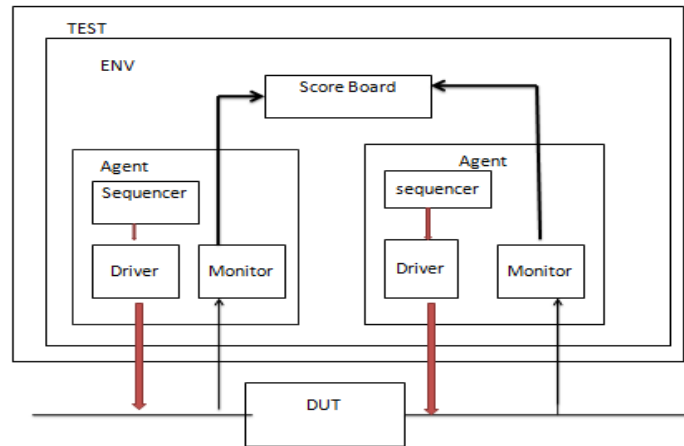 TEST
ENV
Score Board
Agent
Sequencer
Driver
Monitor
Agent
sequencer
Driver
Monitor
DUT